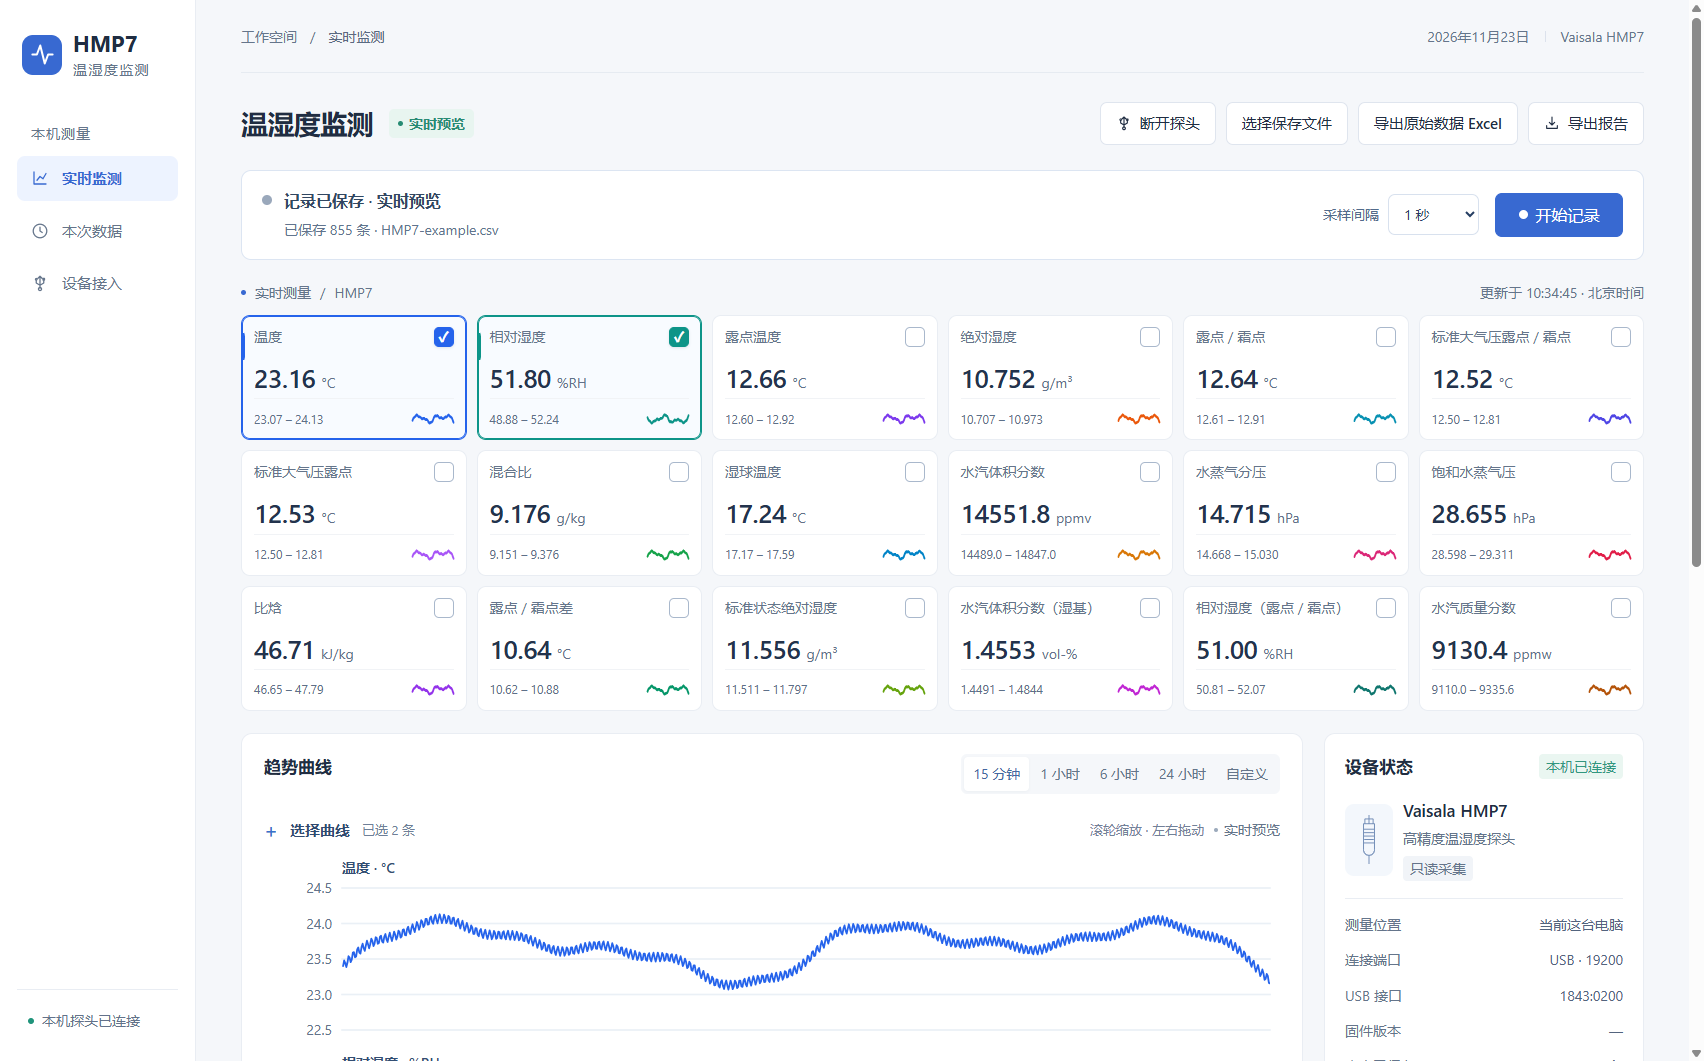 HMP7
温湿度监测
本机测量
实时监测
本次数据
设备接入
本机探头已连接
工作空间 / 实时监测
2026年11月23日 Vaisala HMP7
温湿度监测 实时预览
断开探头 选择保存文件 导出原始数据 Excel 导出报告
记录已保存 · 实时预览
已保存 855 条 · HMP7-example.csv
采样间隔 1 秒 开始记录
实时测量 / HMP7
更新于 10:34:45 · 北京时间
温度
23.16 °C
23.07 – 24.13
相对湿度
51.80 %RH
48.88 – 52.24
露点温度
12.66 °C
12.60 – 12.92
绝对湿度
10.752 g/m³
10.707 – 10.973
露点 / 霜点
12.64 °C
12.61 – 12.91
标准大气压露点 / 霜点
12.52 °C
12.50 – 12.81
标准大气压露点
12.53 °C
12.50 – 12.81
混合比
9.176 g/kg
9.151 – 9.376
湿球温度
17.24 °C
17.17 – 17.59
水汽体积分数
14551.8 ppmv
14489.0 – 14847.0
水蒸气分压
14.715 hPa
14.668 – 15.030
饱和水蒸气压
28.655 hPa
28.598 – 29.311
比焓
46.71 kJ/kg
46.65 – 47.79
露点 / 霜点差
10.64 °C
10.62 – 10.88
标准状态绝对湿度
11.556 g/m³
11.511 – 11.797
水汽体积分数（湿基）
1.4553 vol-%
1.4491 – 1.4844
相对湿度（露点 / 霜点）
51.00 %RH
50.81 – 52.07
水汽质量分数
9130.4 ppmw
9110.0 – 9335.6
趋势曲线
15 分钟 1 小时 6 小时 24 小时 自定义
+ 选择曲线 已选 2 条
滚轮缩放 · 左右拖动 • 实时预览
温度 · °C
24.5
24.0
23.5
23.0
22.5
相对湿度 · %RH
设备状态 本机已连接
Vaisala HMP7
高精度温湿度探头
只读采集
测量位置 当前这台电脑
连接端口 USB · 19200
USB 接口 1843:0200
固件版本 —